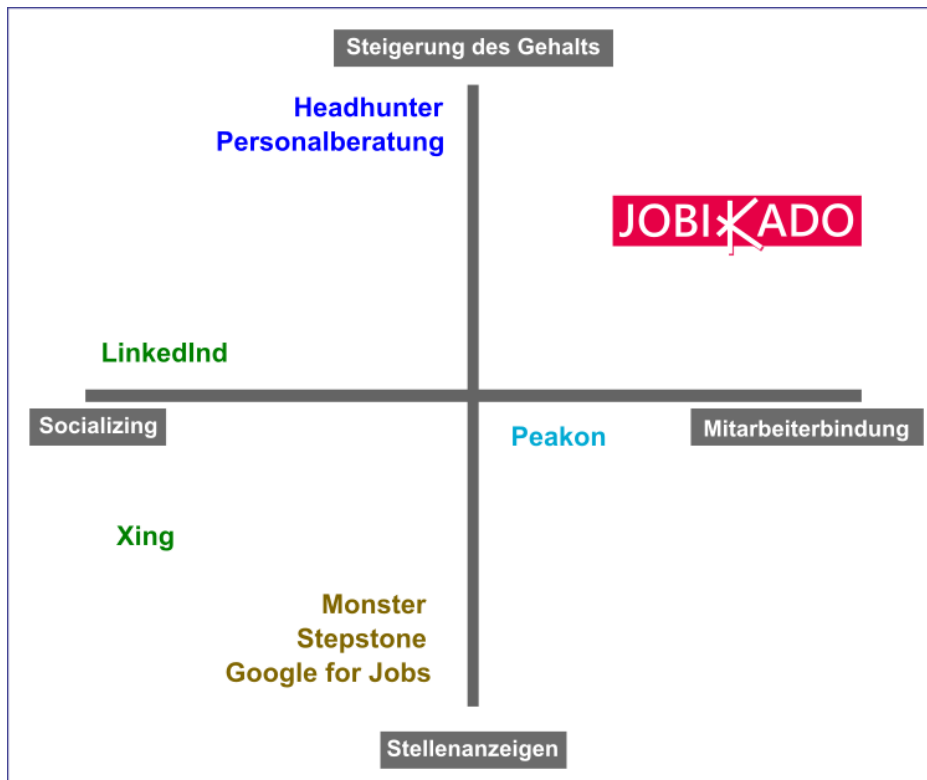 Steigerung des Gehalts
Headhunter
Personalberatung
JOBIKADO
LinkedInd
Socializing
Peakon
Mitarbeiterbindung
Xing
Monster
Stepstone
Google for Jobs
Stellenanzeigen